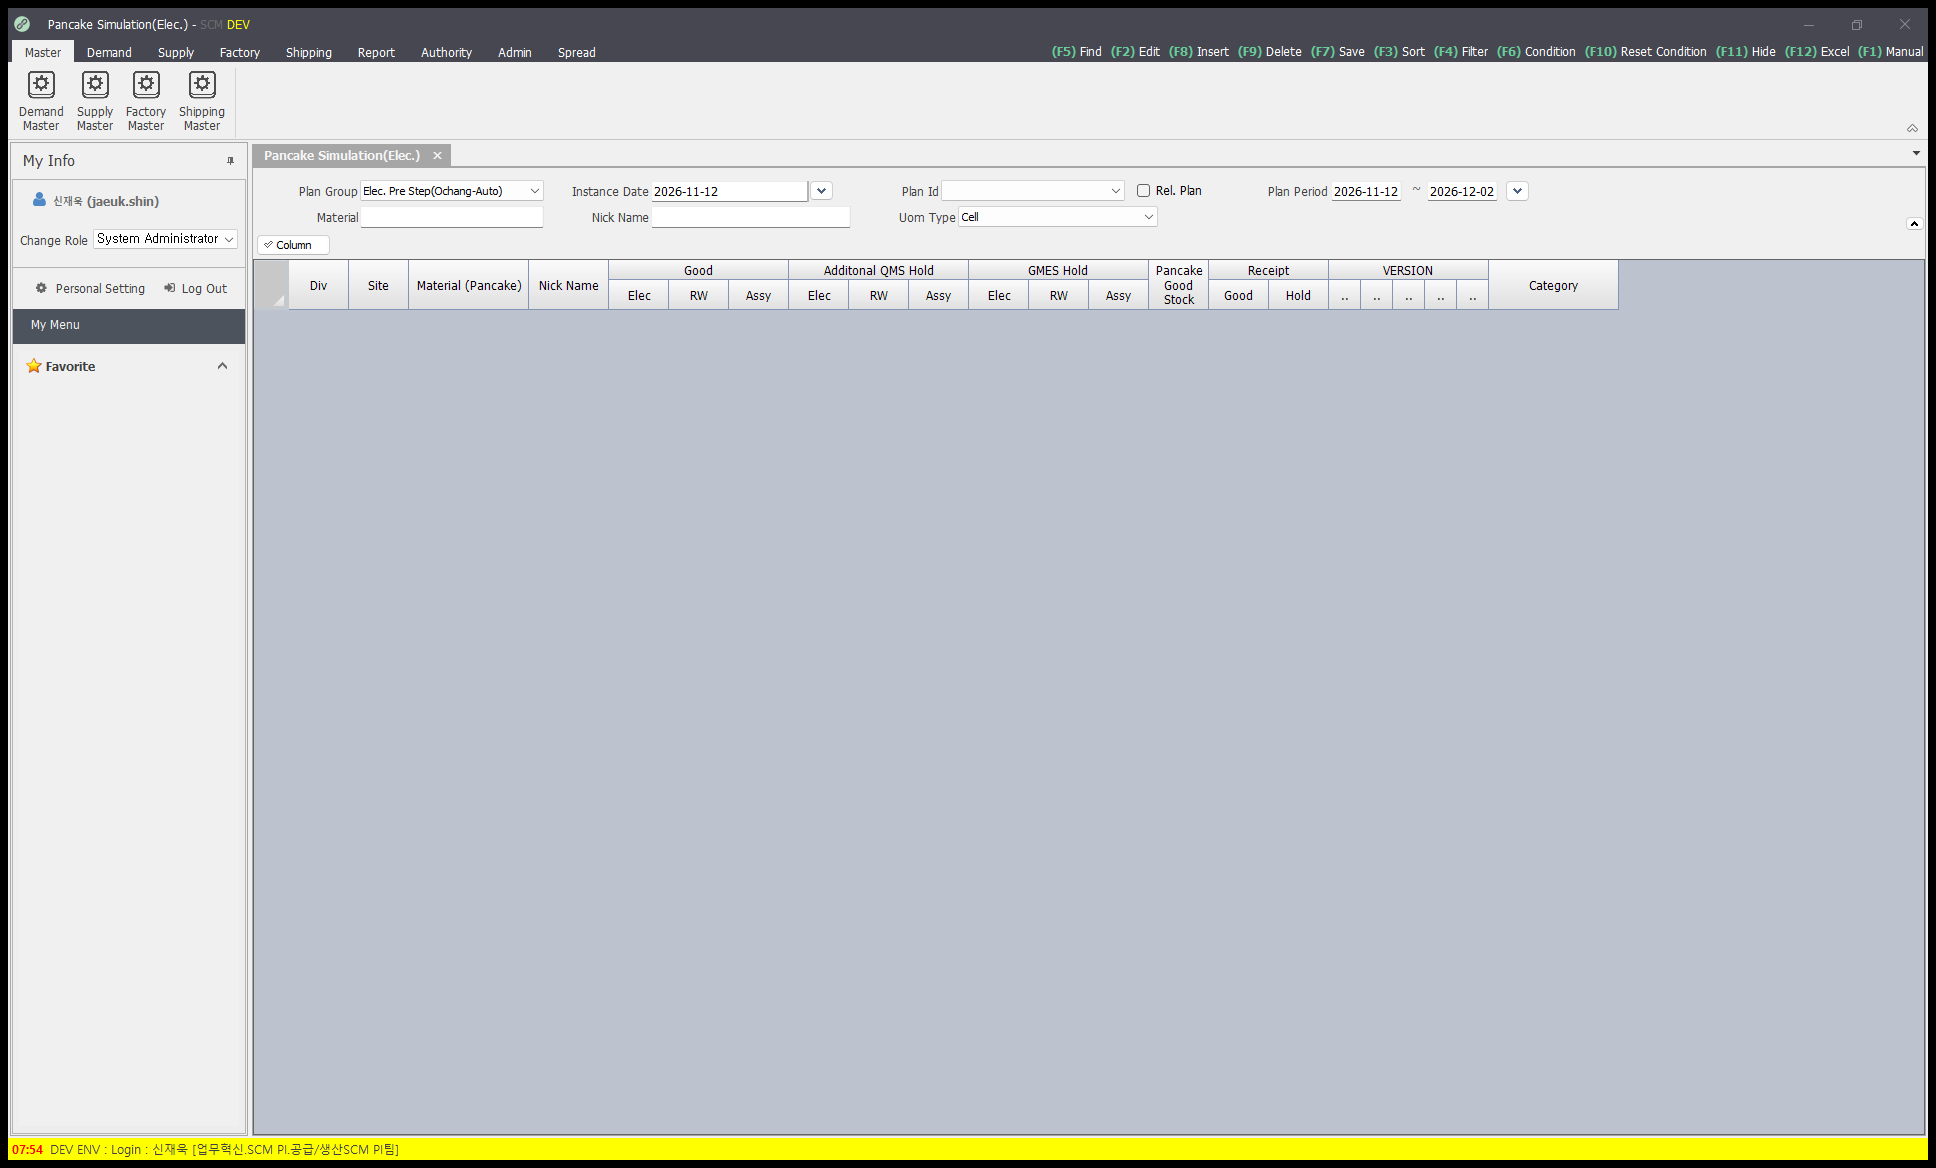 Pancake Simulation(Elec.) - SCM DEV
Master Demand Supply Factory Shipping Report Authority Admin Spread
(F5) Find (F2) Edit (F8) Insert (F9) Delete (F7) Save (F3) Sort (F4) Filter (F6) Condition (F10) Reset Condition (F11) Hide (F12) Excel (F1) Manual
Demand Master
Supply Master
Factory Master
Shipping Master
My Info
신재욱 (jaeuk.shin)
Change Role System Administrator
Personal Setting Log Out
My Menu
Favorite
Pancake Simulation(Elec.)
Plan Group Elec. Pre Step(Ochang-Auto) Instance Date 2026-11-12 Plan Id Rel. Plan Plan Period 2026-11-12 ~ 2026-12-02
Material Nick Name Uom Type Cell
Column
Div Site Material (Pancake) Nick Name
Good
Elec RW Assy
Additonal QMS Hold
Elec RW Assy
GMES Hold
Elec RW Assy
Pancake
Good
Stock
Receipt
Good Hold
VERSION
.. .. .. .. ..
Category
07:54 DEV ENV : Login : 신재욱 [업무혁신.SCM PI.공급/생산SCM PI팀]